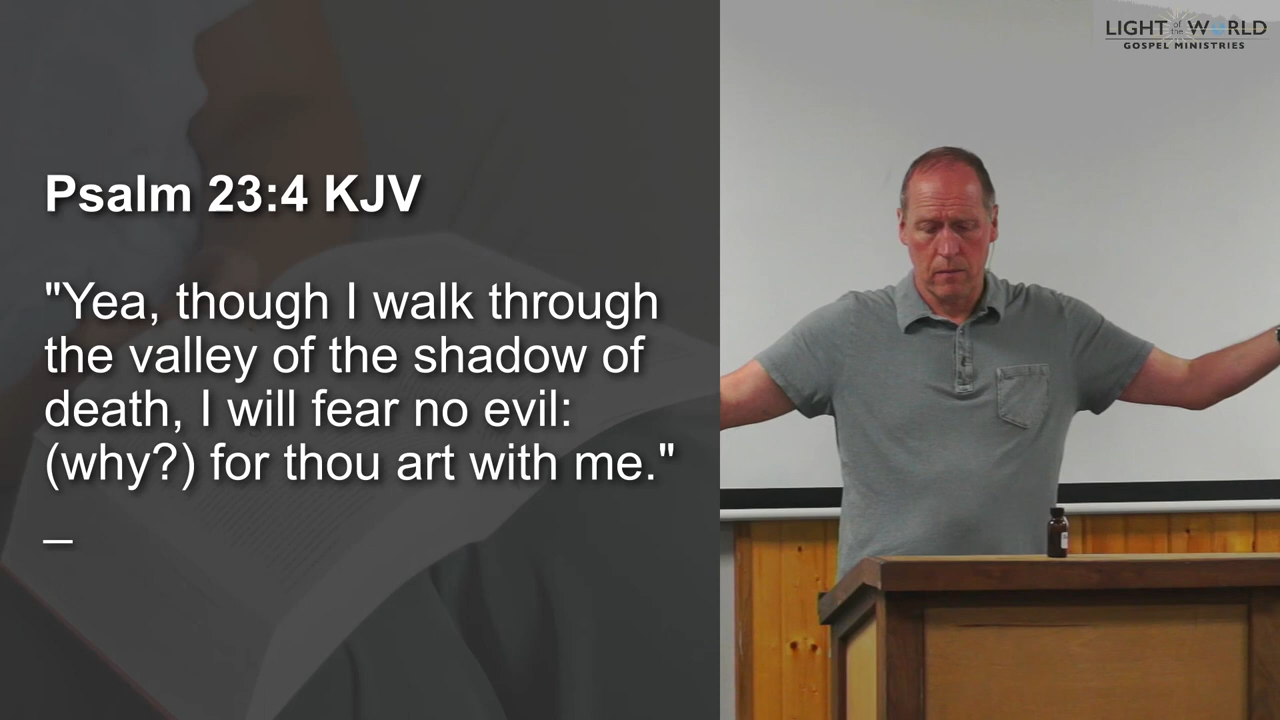 LIGHT of the WORLD
GOSPEL MINISTRIES
Psalm 23:4 KJV
"Yea, though I walk through
the valley of the shadow of
death, I will fear no evil:
(why?) for thou art with me."
_